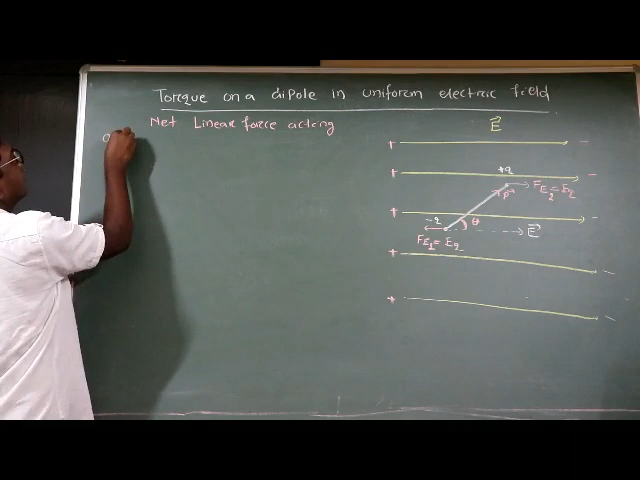 Torque on a dipole in uniform electric field
Net Linear force acting
E⃗
+ −
+q
+ −
F_E₂ = Eq
P⃗
+ −
−q θ
E⃗
F_E₁ = Eq
+ −
+ −